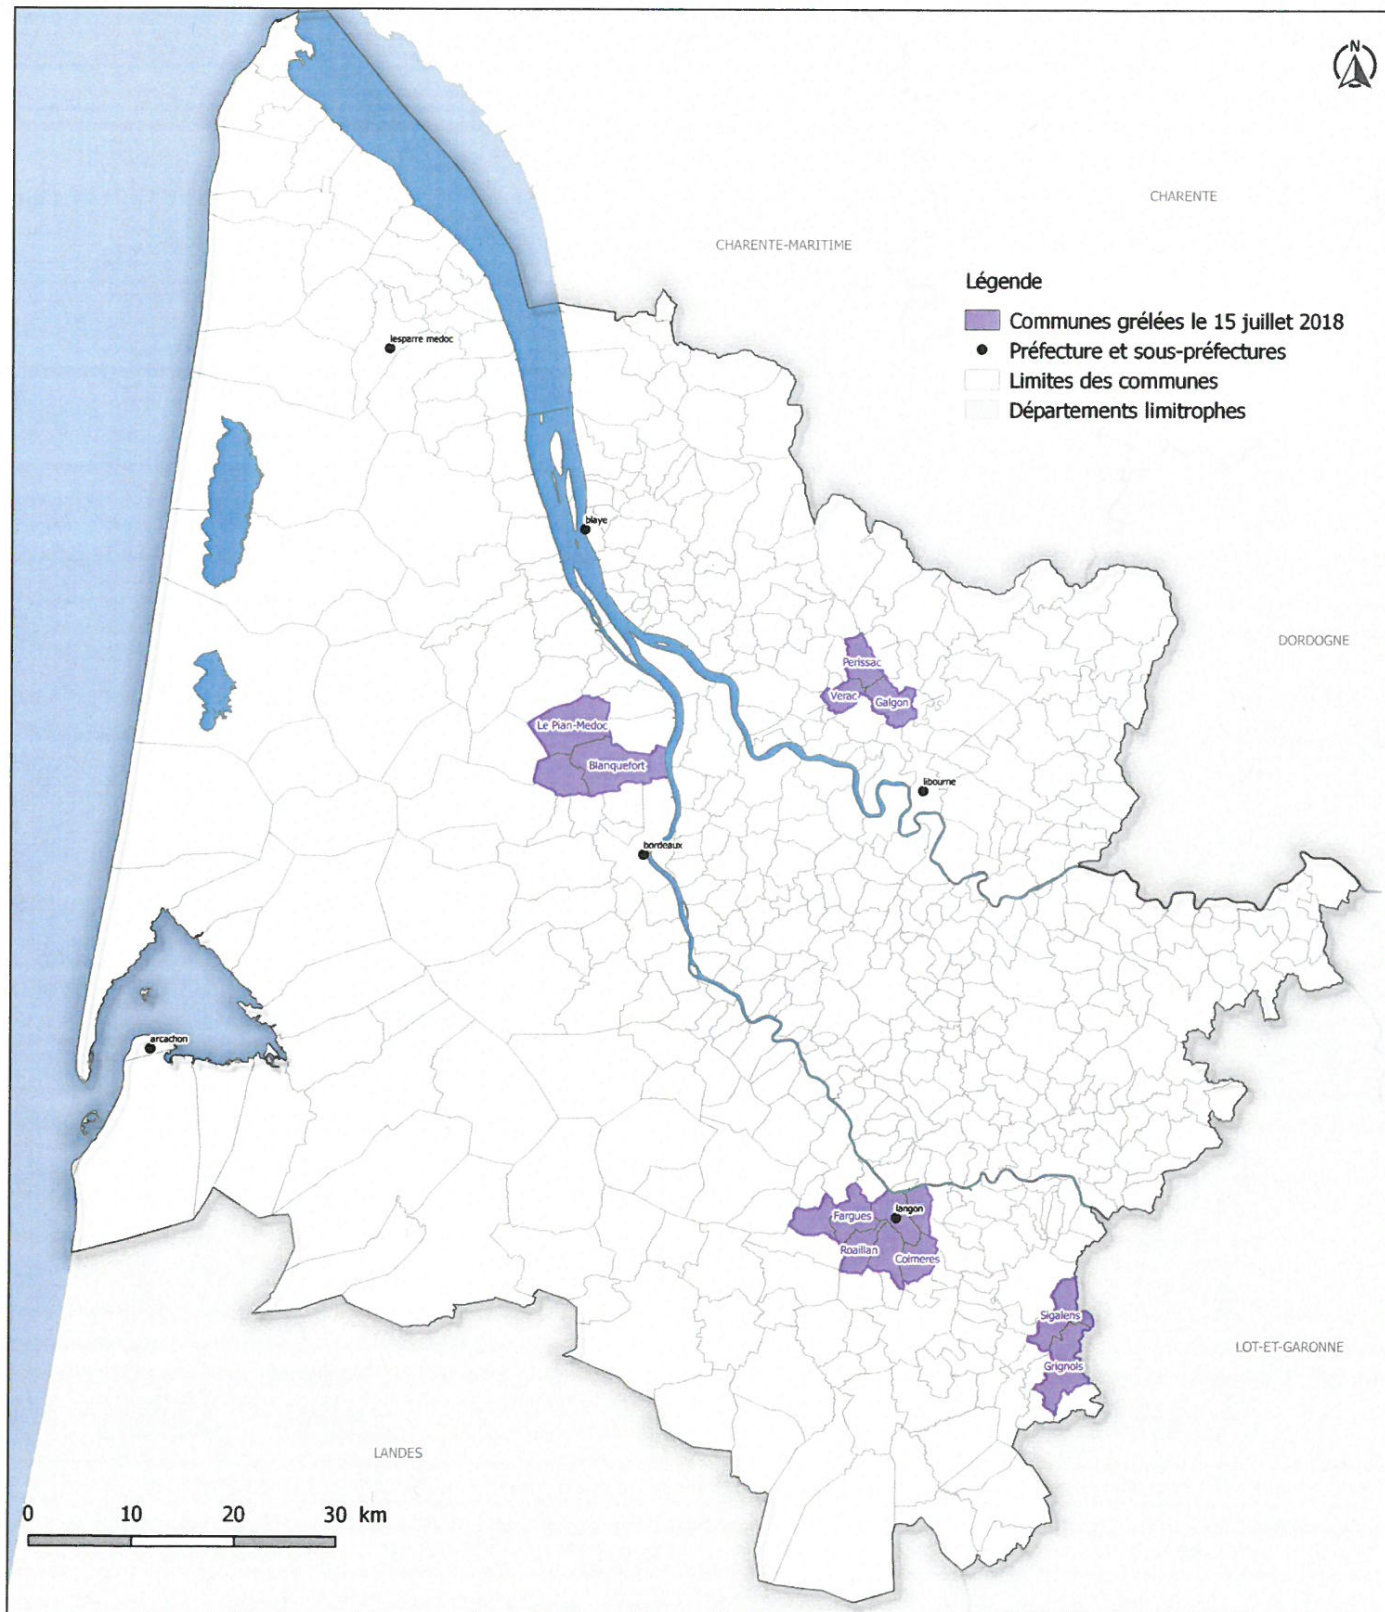 N
CHARENTE
CHARENTE-MARITIME
Légende
Communes grêlées le 15 juillet 2018
Préfecture et sous-préfectures
Limites des communes
Départements limitrophes
lesparre medoc
blaye
DORDOGNE
Perissac
Verac
Galgon
Le Pian-Medoc
Blanquefort
libourne
bordeaux
arcachon
langon
Fargues
Roaillan
Coimeres
Sigalens
LOT-ET-GARONNE
Grignols
LANDES
0 10 20 30 km